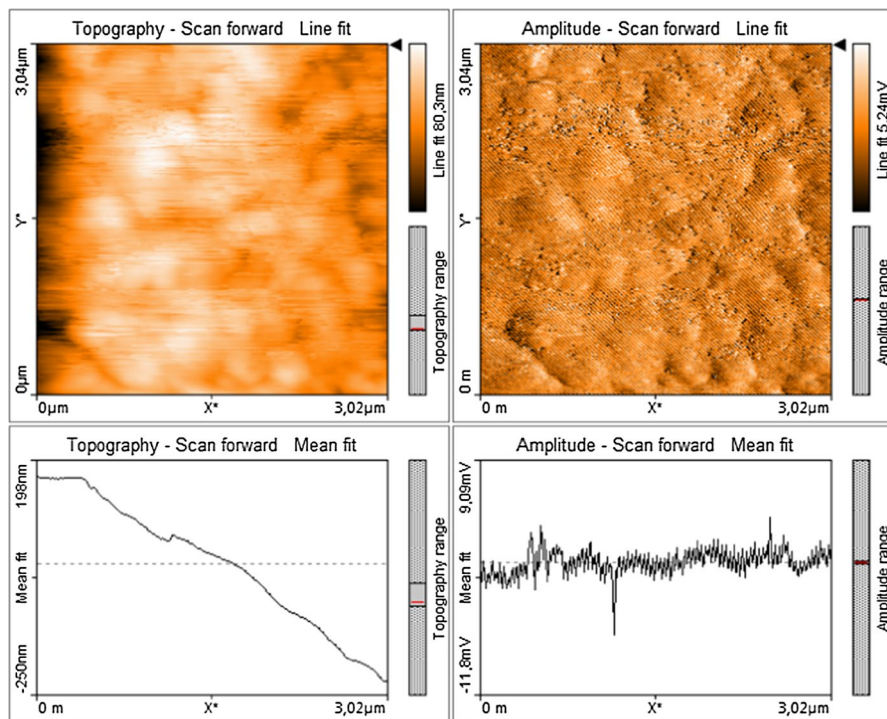 Topography - Scan forward Line fit
3,04µm
Y*
0µm
0µm
X*
3,02µm
Line fit 80,3nm
Topography range
Amplitude - Scan forward Line fit
3,04µm
Y*
0 m
0 m
X*
3,02µm
Line fit 5,24mV
Amplitude range
Topography - Scan forward Mean fit
198nm
Mean fit
-250nm
0 m
X*
3,02µm
Topography range
Amplitude - Scan forward Mean fit
9,09mV
Mean fit
-11,8mV
0 m
X*
3,02µm
Amplitude range